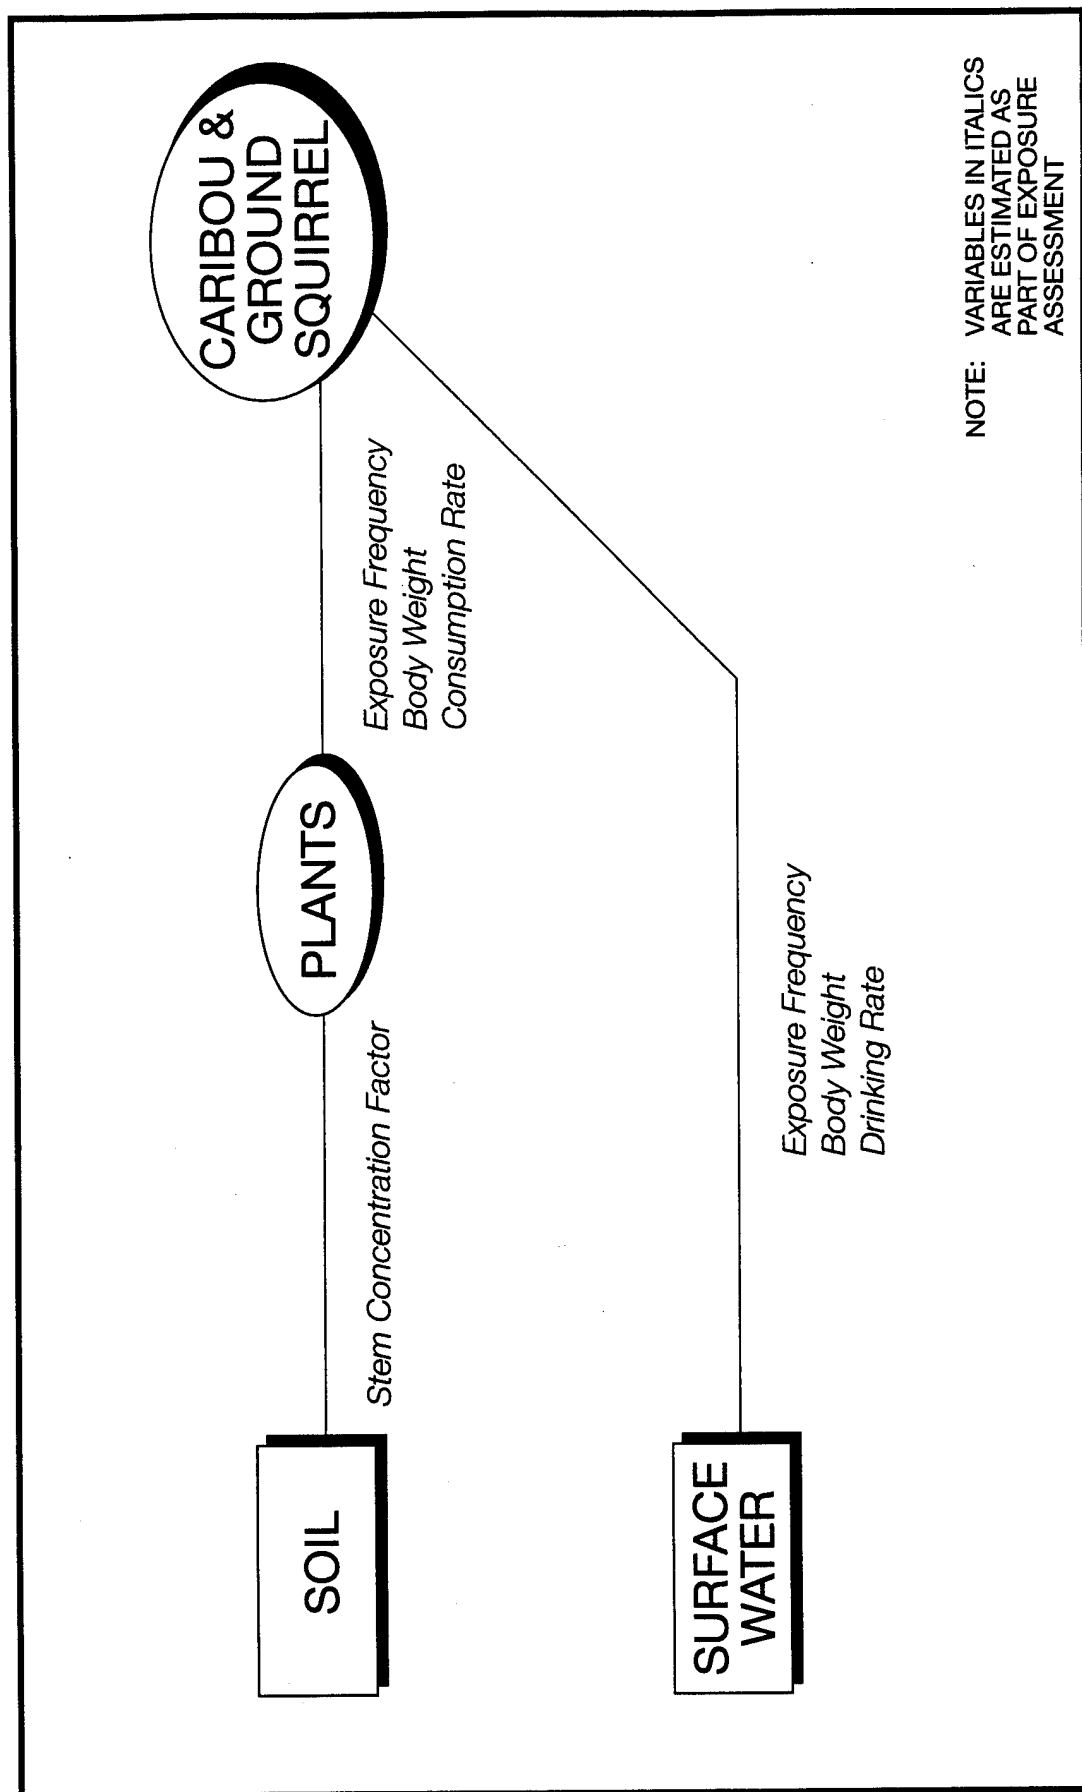 SOIL
Stem Concentration Factor
PLANTS
Exposure Frequency
Body Weight
Consumption Rate
CARIBOU &
GROUND
SQUIRREL
SURFACE
WATER
Exposure Frequency
Body Weight
Drinking Rate
NOTE: VARIABLES IN ITALICS
ARE ESTIMATED AS
PART OF EXPOSURE
ASSESSMENT